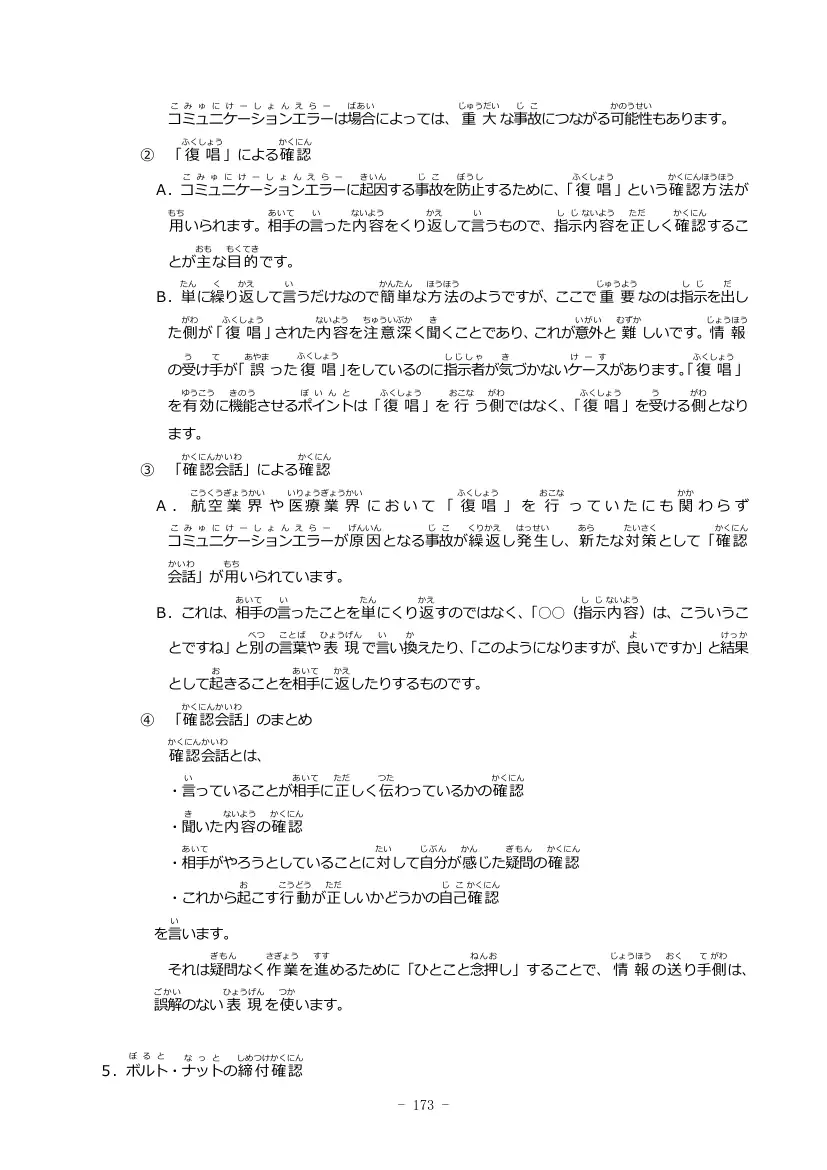 コミュニケーションエラーは場合によっては、重大な事故につながる可能性もあります。
② 「復唱」による確認
A．コミュニケーションエラーに起因する事故を防止するために、「復唱」という確認方法が
用いられます。相手の言った内容をくり返して言うもので、指示内容を正しく確認するこ
とが主な目的です。
B．単に繰り返して言うだけなので簡単な方法のようですが、ここで重要なのは指示を出し
た側が「復唱」された内容を注意深く聞くことであり、これが意外と難しいです。情報
の受け手が「誤った復唱」をしているのに指示者が気づかないケースがあります。「復唱」
を有効に機能させるポイントは「復唱」を行う側ではなく、「復唱」を受ける側となり
ます。
③ 「確認会話」による確認
A．航空業界や医療業界において「復唱」を行っていたにも関わらず
コミュニケーションエラーが原因となる事故が繰返し発生し、新たな対策として「確認
会話」が用いられています。
B．これは、相手の言ったことを単にくり返すのではなく、「○○（指示内容）は、こういうこ
とですね」と別の言葉や表現で言い換えたり、「このようになりますが、良いですか」と結果
として起きることを相手に返したりするものです。
④ 「確認会話」のまとめ
確認会話とは、
・言っていることが相手に正しく伝わっているかの確認
・聞いた内容の確認
・相手がやろうとしていることに対して自分が感じた疑問の確認
・これから起こす行動が正しいかどうかの自己確認
を言います。
それは疑問なく作業を進めるために「ひとこと念押し」することで、情報の送り手側は、
誤解のない表現を使います。
5．ボルト・ナットの締付確認
- 173 -